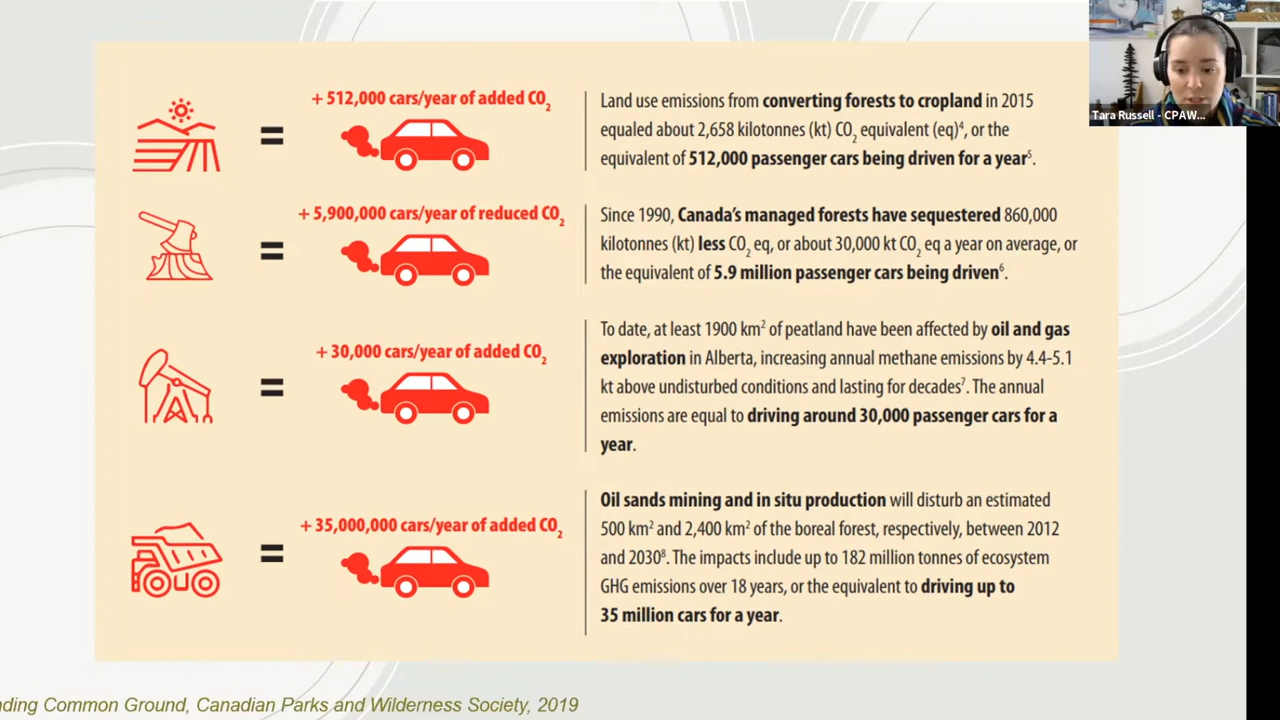 + 512,000 cars/year of added CO₂
Land use emissions from converting forests to cropland in 2015
equaled about 2,658 kilotonnes (kt) CO₂ equivalent (eq)⁴, or the
equivalent of 512,000 passenger cars being driven for a year⁵.
=
+ 5,900,000 cars/year of reduced CO₂
Since 1990, Canada's managed forests have sequestered 860,000
kilotonnes (kt) less CO₂ eq, or about 30,000 kt CO₂ eq a year on average, or
the equivalent of 5.9 million passenger cars being driven⁶.
=
+ 30,000 cars/year of added CO₂
To date, at least 1900 km² of peatland have been affected by oil and gas
exploration in Alberta, increasing annual methane emissions by 4.4-5.1
kt above undisturbed conditions and lasting for decades⁷. The annual
emissions are equal to driving around 30,000 passenger cars for a
year.
=
+ 35,000,000 cars/year of added CO₂
Oil sands mining and in situ production will disturb an estimated
500 km² and 2,400 km² of the boreal forest, respectively, between 2012
and 2030⁸. The impacts include up to 182 million tonnes of ecosystem
GHG emissions over 18 years, or the equivalent to driving up to
35 million cars for a year.
=
Tara Russell - CPAW...
Common Ground, Canadian Parks and Wilderness Society, 2019